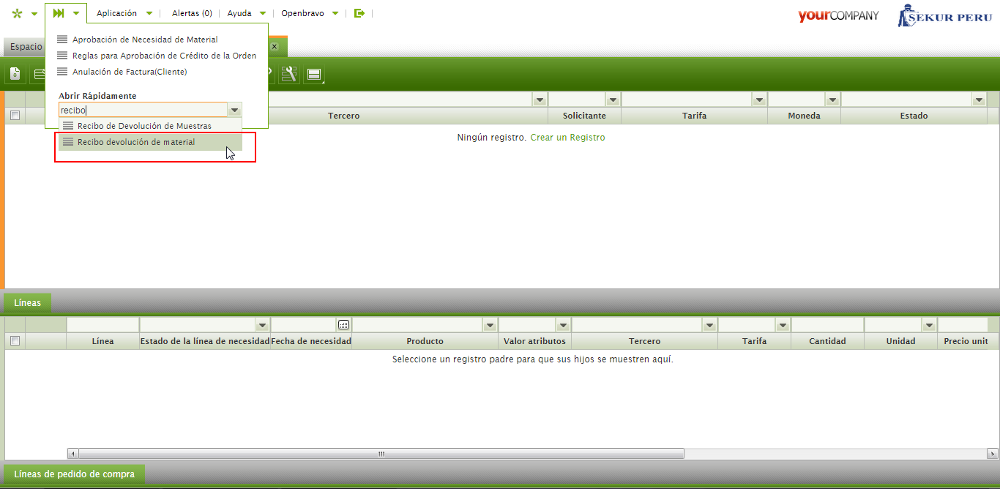 Aplicación
Alertas (0)
Ayuda
Openbravo
yourCOMPANY
SEKUR PERU
Espacio
Aprobación de Necesidad de Material
Reglas para Aprobación de Crédito de la Orden
Anulación de Factura(Cliente)
Abrir Rápidamente
recibo
Recibo de Devolución de Muestras
Recibo devolución de material
Tercero
Solicitante
Tarifa
Moneda
Estado
Ningún registro. Crear un Registro
Líneas
Línea
Estado de la línea de necesidad
Fecha de necesidad
Producto
Valor atributos
Tercero
Tarifa
Cantidad
Unidad
Precio unit
Seleccione un registro padre para que sus hijos se muestren aquí.
Líneas de pedido de compra